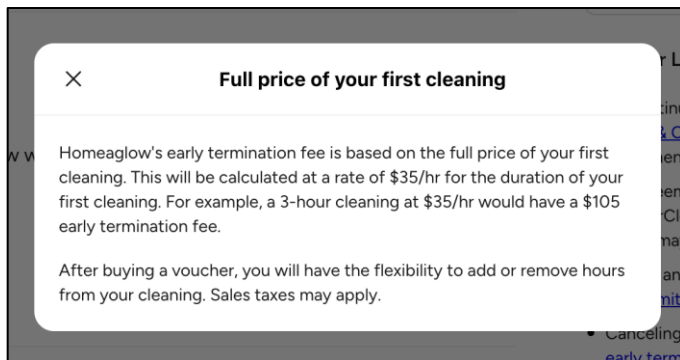 Full price of your first cleaning
Homeaglow's early termination fee is based on the full price of your first
cleaning. This will be calculated at a rate of $35/hr for the duration of your
first cleaning. For example, a 3-hour cleaning at $35/hr would have a $105
early termination fee.
After buying a voucher, you will have the flexibility to add or remove hours
from your cleaning. Sales taxes may apply.
Canceling
early term